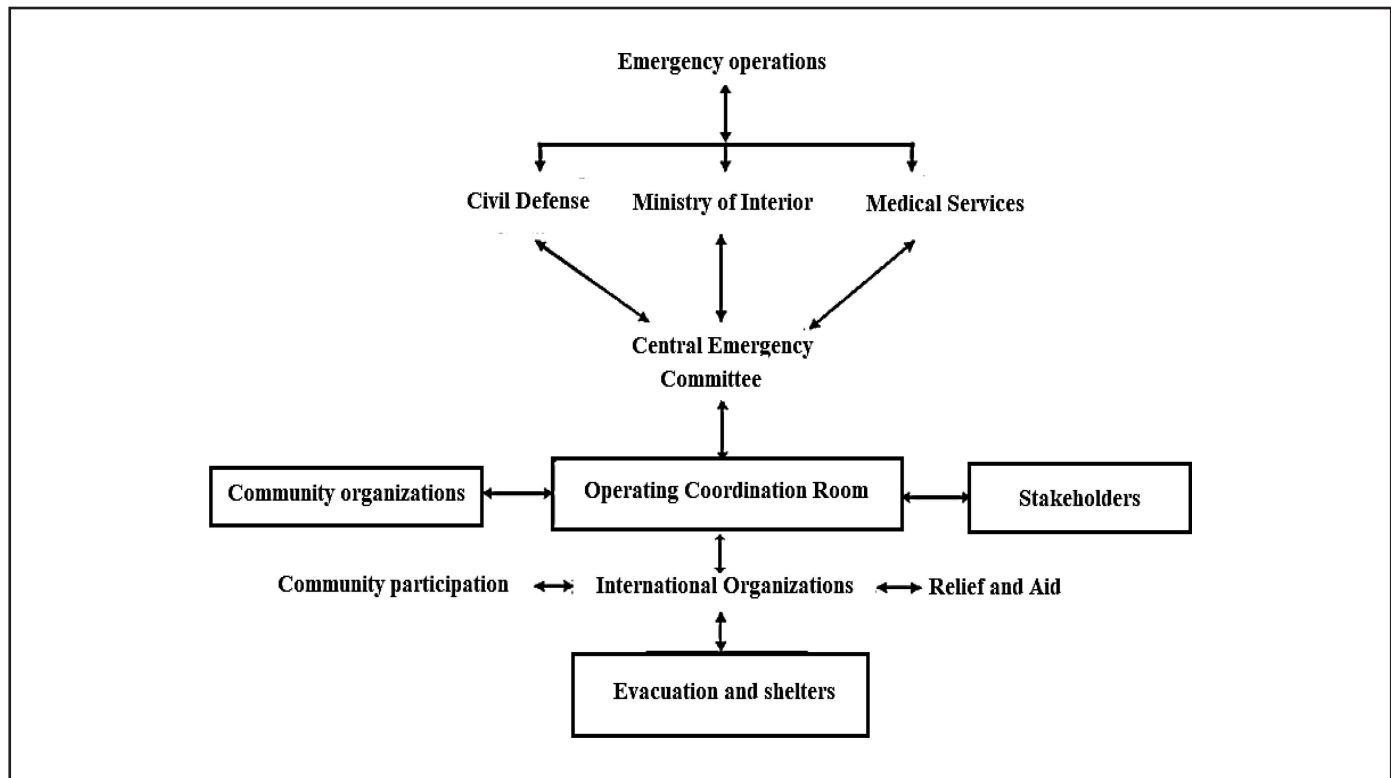 Emergency operations
Civil Defense
Ministry of Interior
Medical Services
Central Emergency
Committee
Community organizations
Operating Coordination Room
Stakeholders
Community participation
International Organizations
Relief and Aid
Evacuation and shelters